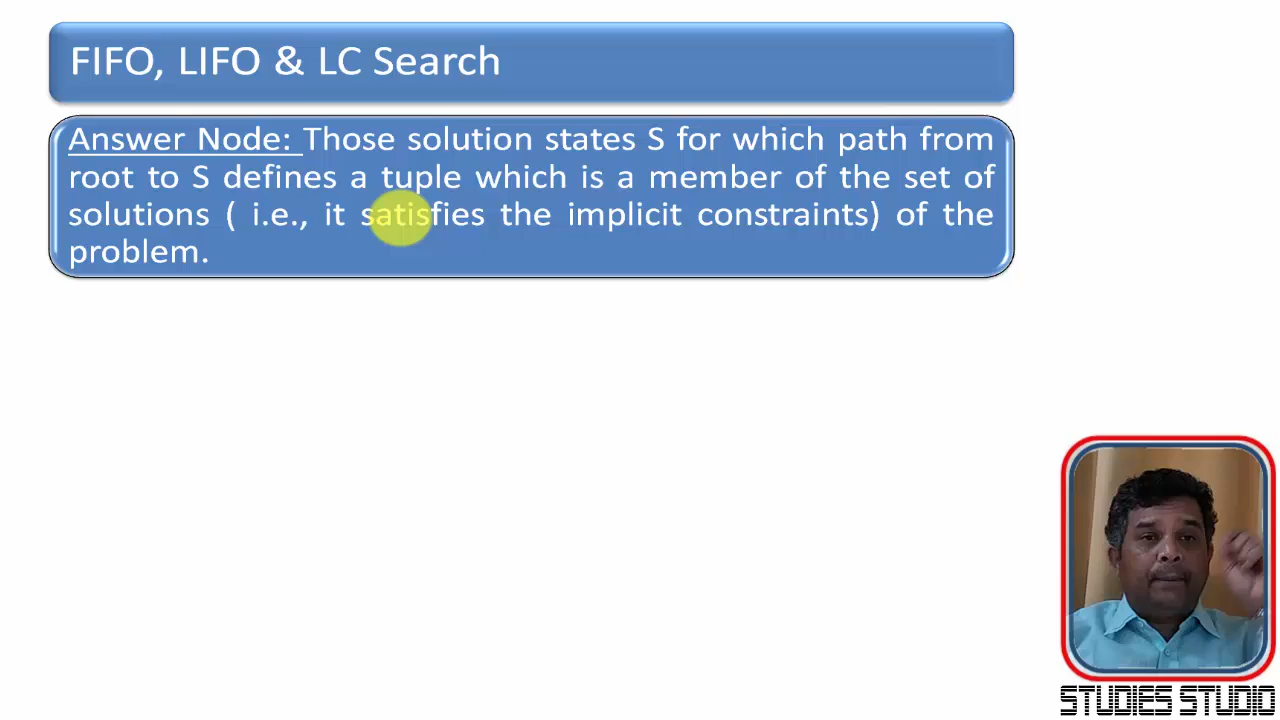 FIFO, LIFO & LC Search
Answer Node: Those solution states S for which path from
root to S defines a tuple which is a member of the set of
solutions ( i.e., it satisfies the implicit constraints) of the
problem.
STUDIES STUDIO